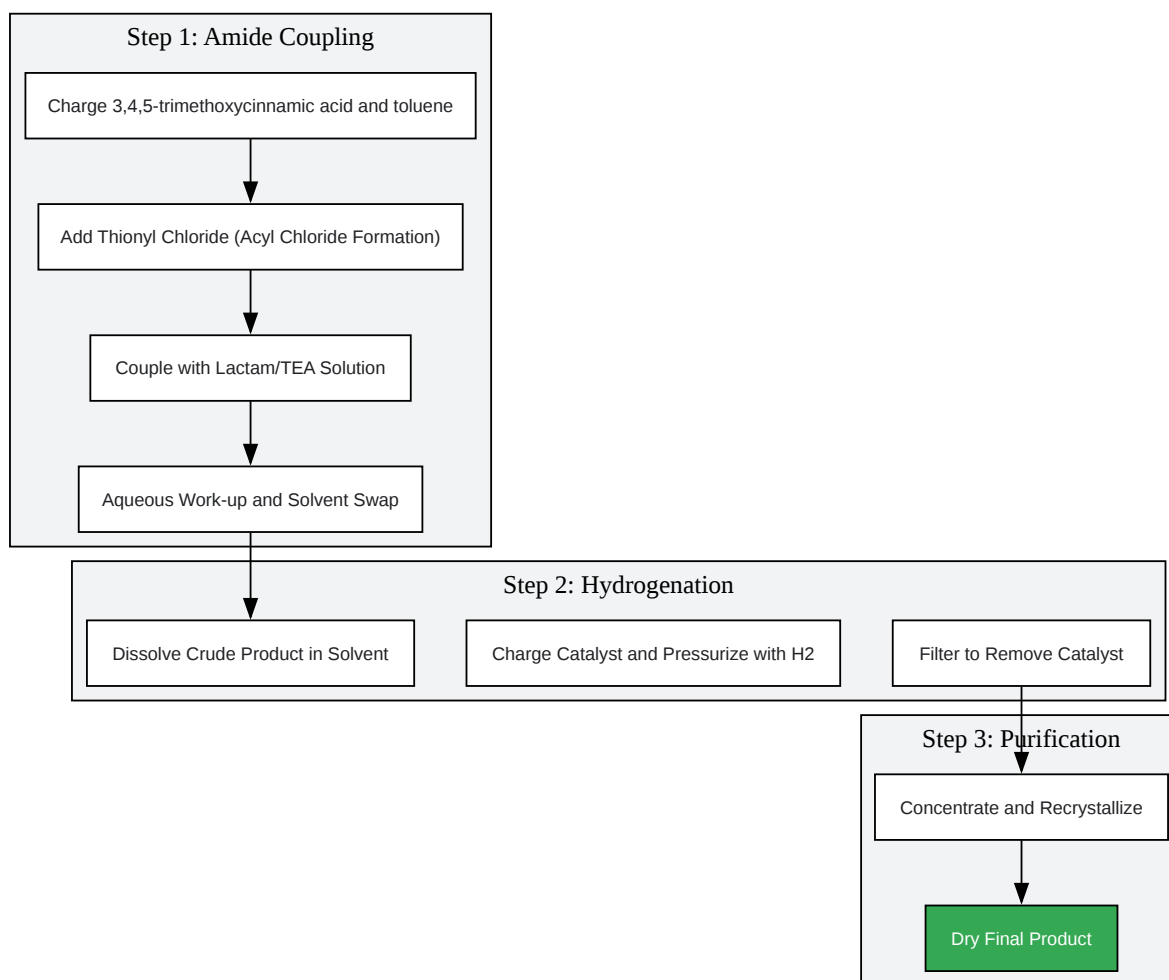 Step 1: Amide Coupling
Charge 3,4,5-trimethoxycinnamic acid and toluene
Add Thionyl Chloride (Acyl Chloride Formation)
Couple with Lactam/TEA Solution
Aqueous Work-up and Solvent Swap
Step 2: Hydrogenation
Dissolve Crude Product in Solvent
Charge Catalyst and Pressurize with H2
Filter to Remove Catalyst
Step 3: Purification
Concentrate and Recrystallize
Dry Final Product